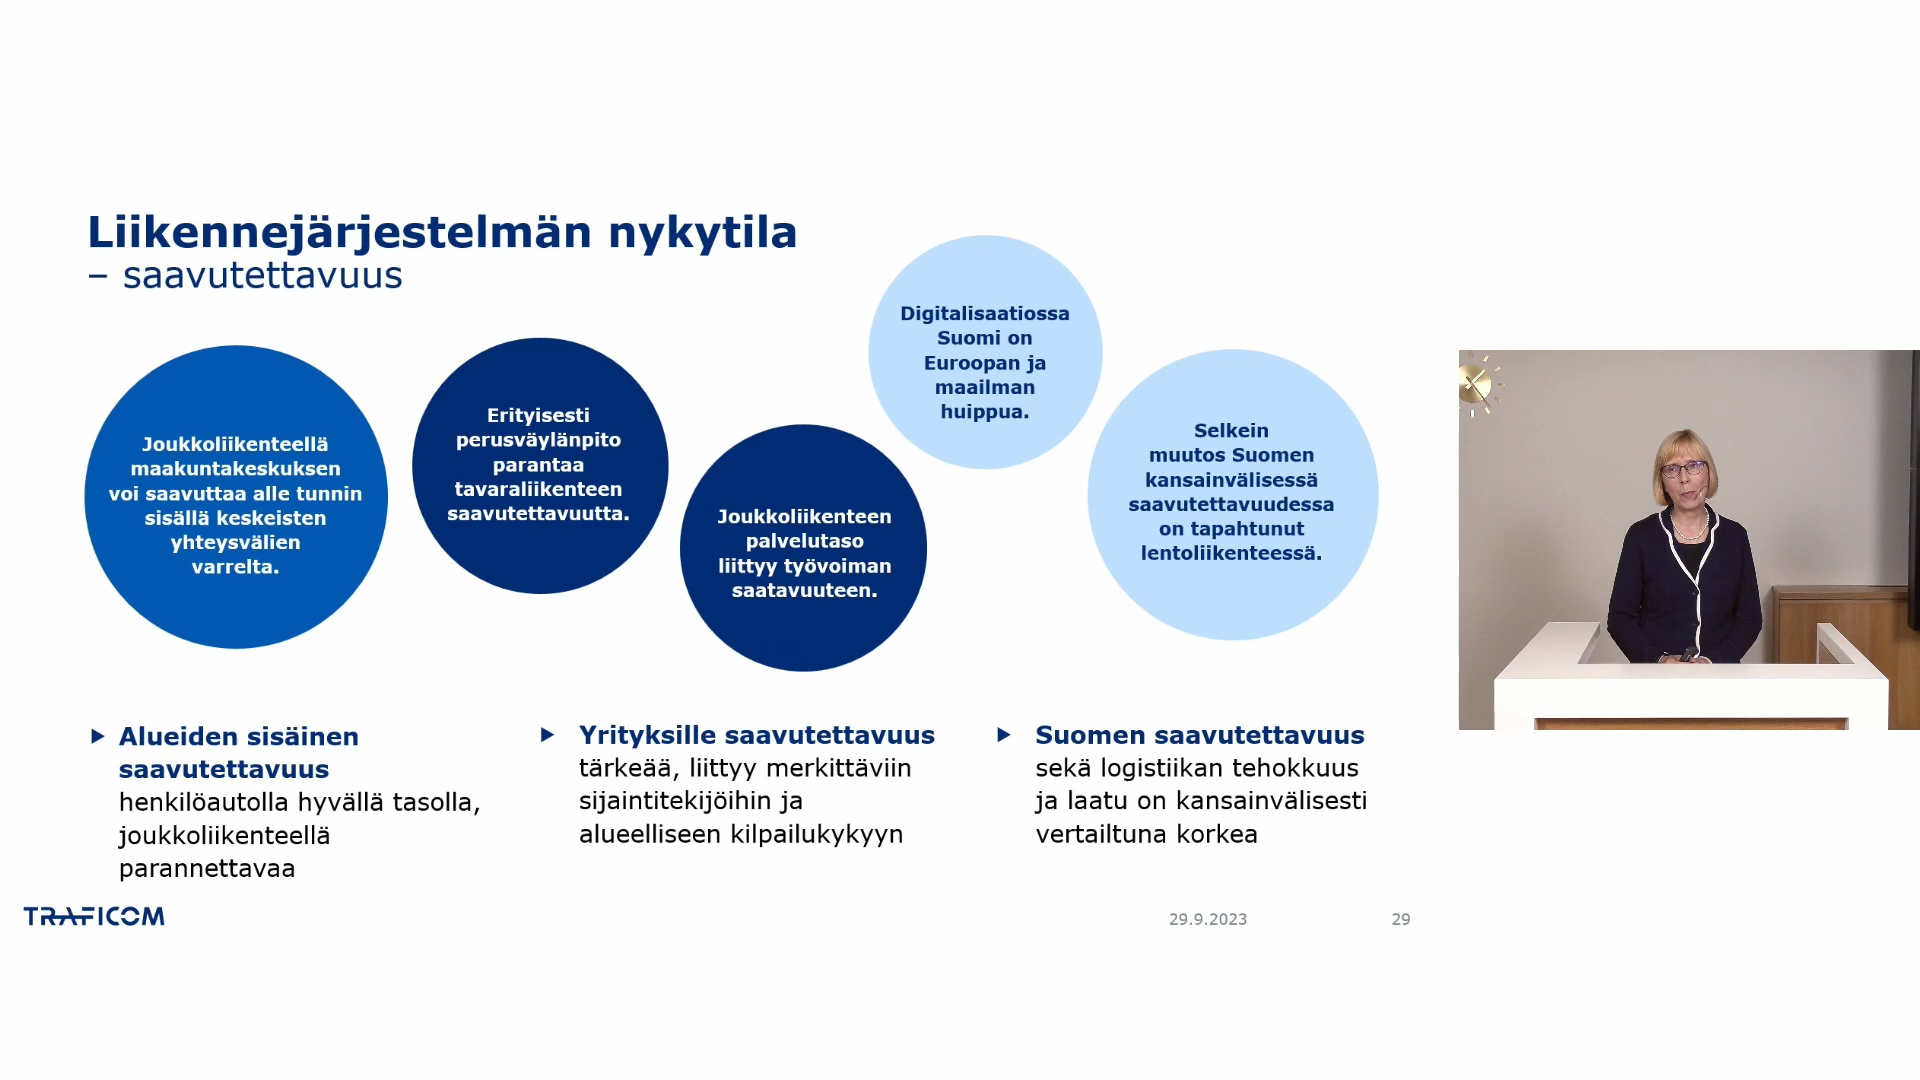 Liikennejärjestelmän nykytila
– saavutettavuus
Joukkoliikenteellä
maakuntakeskuksen
voi saavuttaa alle tunnin
sisällä keskeisten
yhteysvälien
varrelta.
Erityisesti
perusväylänpito
parantaa
tavaraliikenteen
saavutettavuutta.
Joukkoliikenteen
palvelutaso
liittyy työvoiman
saatavuuteen.
Digitalisaatiossa
Suomi on
Euroopan ja
maailman
huippua.
Selkein
muutos Suomen
kansainvälisessä
saavutettavuudessa
on tapahtunut
lentoliikenteessä.
Alueiden sisäinen
saavutettavuus
henkilöautolla hyvällä tasolla,
joukkoliikenteellä
parannettavaa
Yrityksille saavutettavuus
tärkeää, liittyy merkittäviin
sijaintitekijöihin ja
alueelliseen kilpailukykyyn
Suomen saavutettavuus
sekä logistiikan tehokkuus
ja laatu on kansainvälisesti
vertailtuna korkea
TRAFICOM
29.9.2023
29